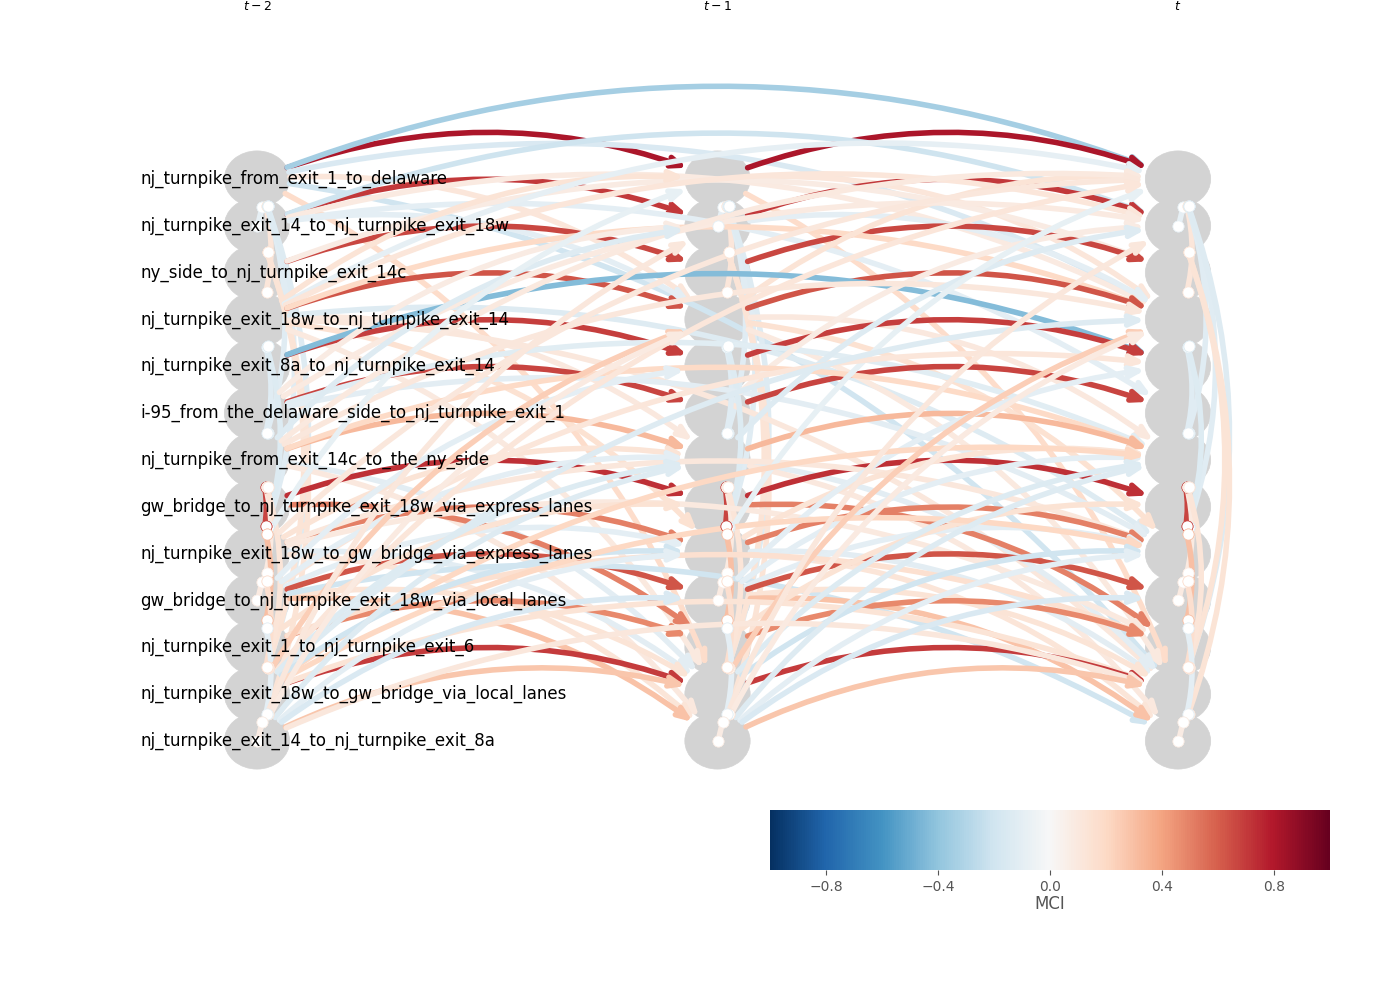 t − 2 t − 1 t
nj_turnpike_from_exit_1_to_delaware
nj_turnpike_exit_14_to_nj_turnpike_exit_18w
ny_side_to_nj_turnpike_exit_14c
nj_turnpike_exit_18w_to_nj_turnpike_exit_14
nj_turnpike_exit_8a_to_nj_turnpike_exit_14
i-95_from_the_delaware_side_to_nj_turnpike_exit_1
nj_turnpike_from_exit_14c_to_the_ny_side
gw_bridge_to_nj_turnpike_exit_18w_via_express_lanes
nj_turnpike_exit_18w_to_gw_bridge_via_express_lanes
gw_bridge_to_nj_turnpike_exit_18w_via_local_lanes
nj_turnpike_exit_1_to_nj_turnpike_exit_6
nj_turnpike_exit_18w_to_gw_bridge_via_local_lanes
nj_turnpike_exit_14_to_nj_turnpike_exit_8a
−0.8 −0.4 0.0 0.4 0.8
MCI